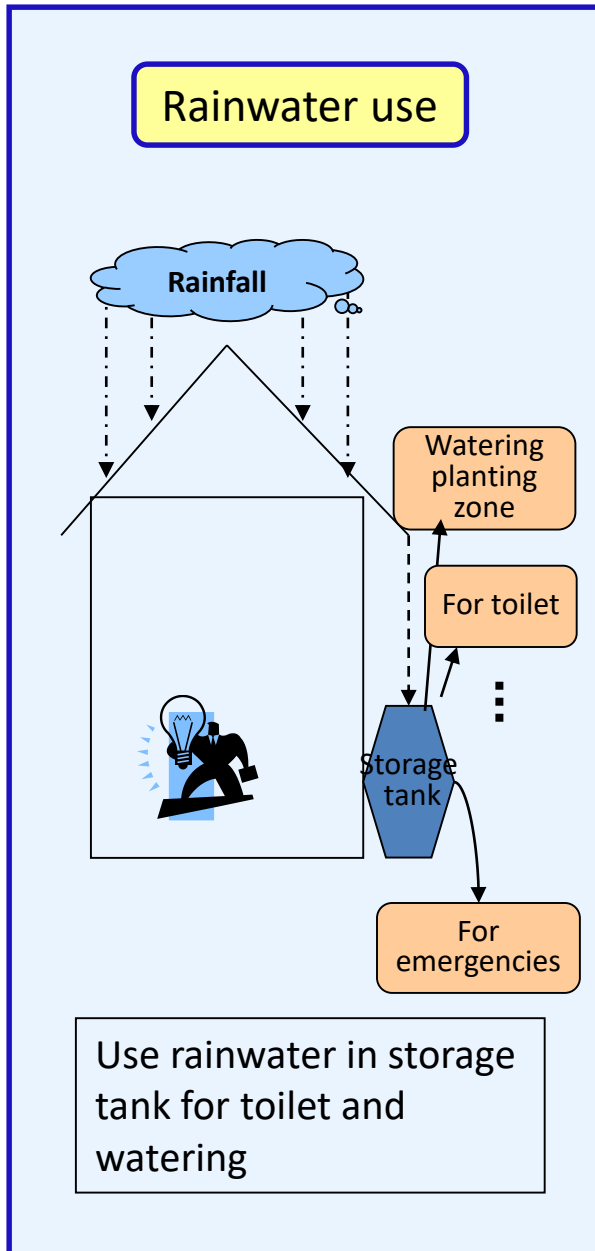 Rainwater use
Rainfall
Watering
planting
zone
For toilet
Storage
tank
For
emergencies
Use rainwater in storage
tank for toilet and
watering